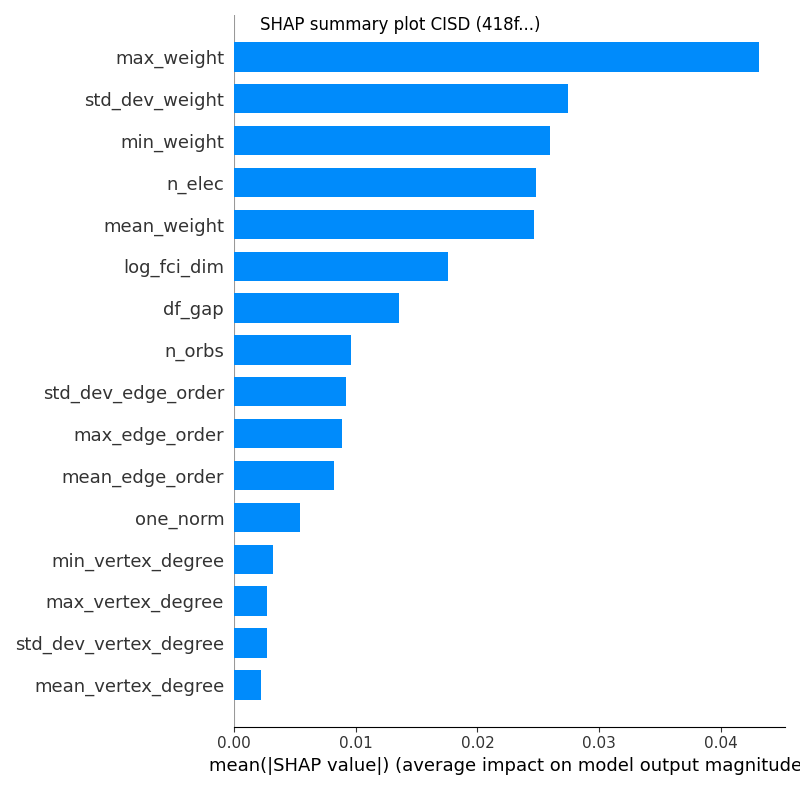 SHAP summary plot CISD (418f...)
max_weight
std_dev_weight
min_weight
n_elec
mean_weight
log_fci_dim
df_gap
n_orbs
std_dev_edge_order
max_edge_order
mean_edge_order
one_norm
min_vertex_degree
max_vertex_degree
std_dev_vertex_degree
mean_vertex_degree
0.00 0.01 0.02 0.03 0.04
mean(|SHAP value|) (average impact on model output magnitude